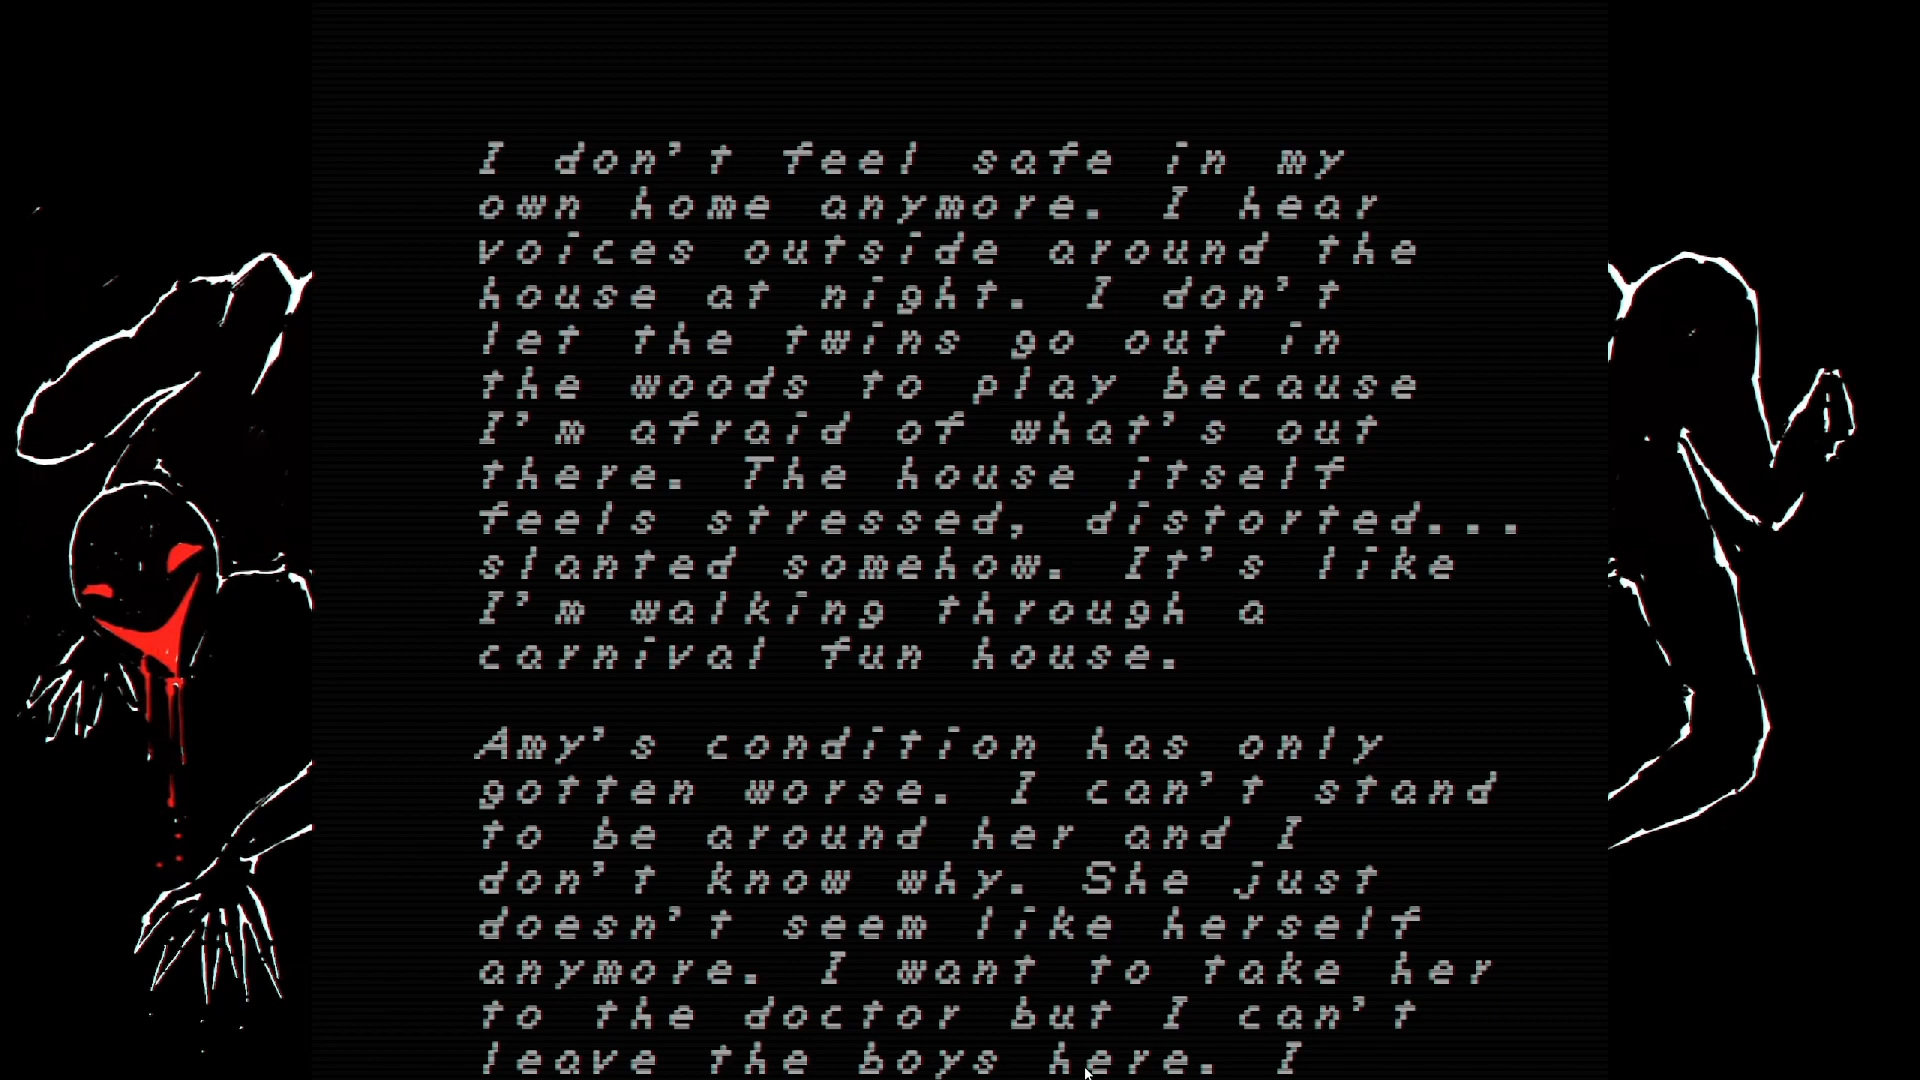 I don't feel safe in my
own home anymore. I hear
voices outside around the
house at night. I don't
let the twins go out in
the woods to play because
I'm afraid of what's out
there. The house itself
feels stressed, distorted...
slanted somehow. It's like
I'm walking through a
carnival fun house.
Amy's condition has only
gotten worse. I can't stand
to be around her and I
don't know why. She just
doesn't seem like herself
anymore. I want to take her
to the doctor but I can't
leave the boys here. I